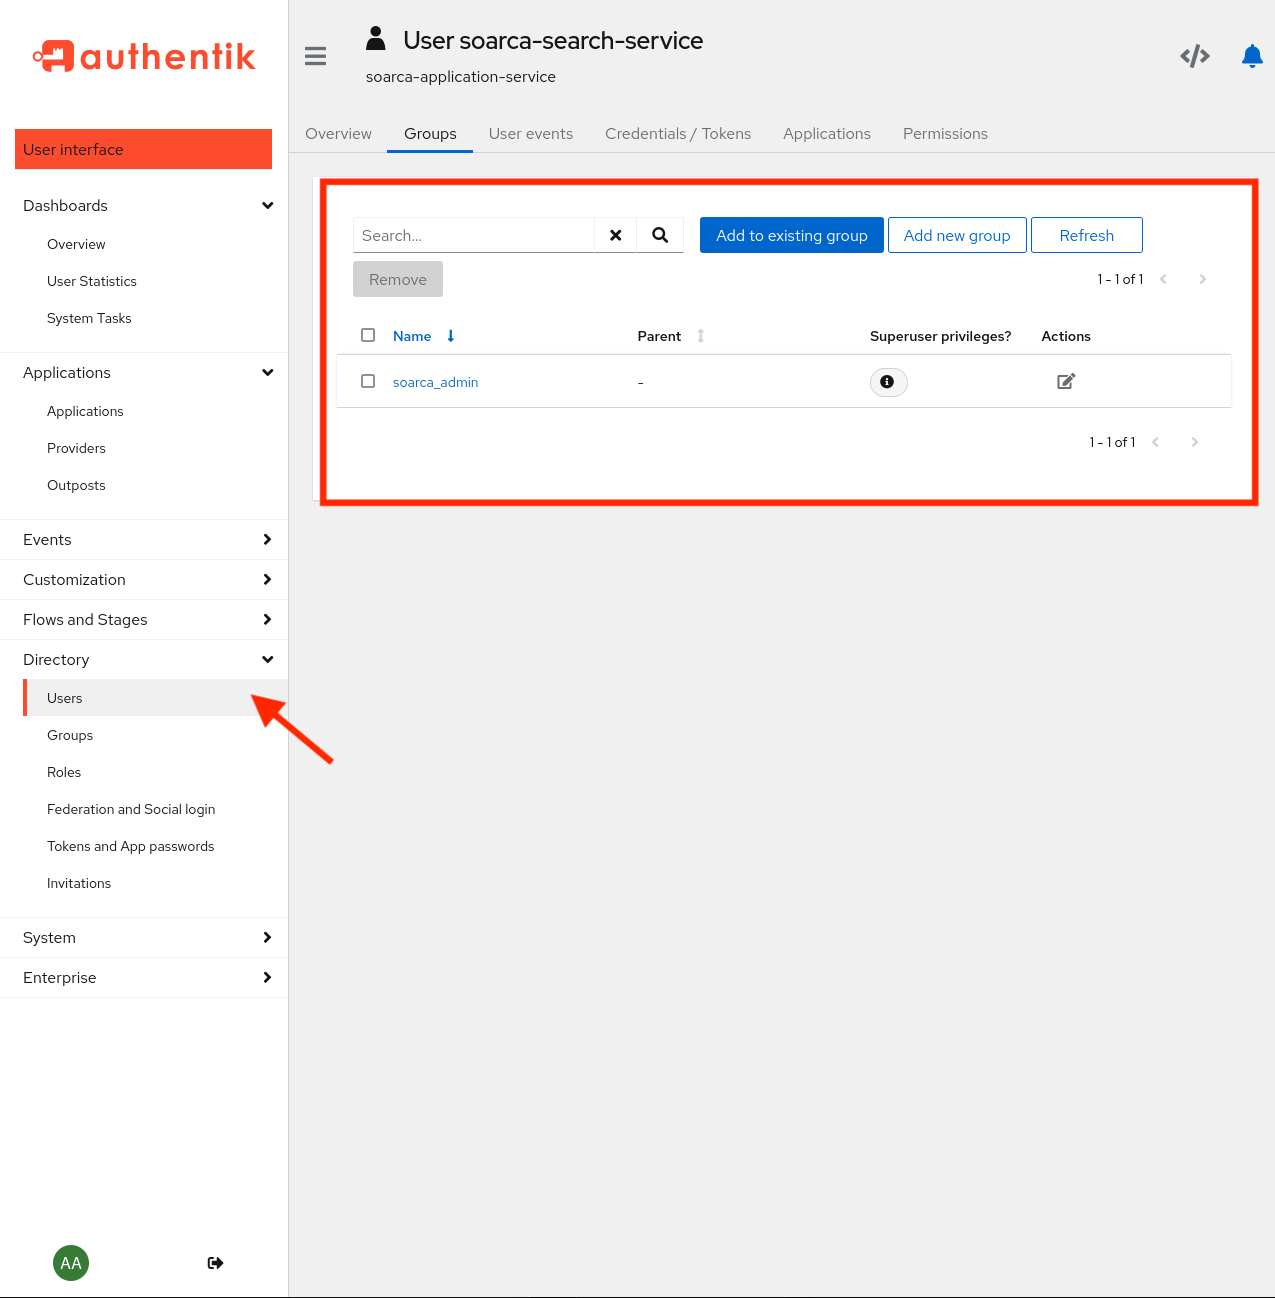 authentik
User interface
Dashboards
Overview
User Statistics
System Tasks
Applications
Applications
Providers
Outposts
Events
Customization
Flows and Stages
Directory
Users
Groups
Roles
Federation and Social login
Tokens and App passwords
Invitations
System
Enterprise
AA
User soarca-search-service
soarca-application-service
Overview Groups User events Credentials / Tokens Applications Permissions
Search... Add to existing group Add new group Refresh
Remove 1 - 1 of 1
Name Parent Superuser privileges? Actions
soarca_admin -
1 - 1 of 1